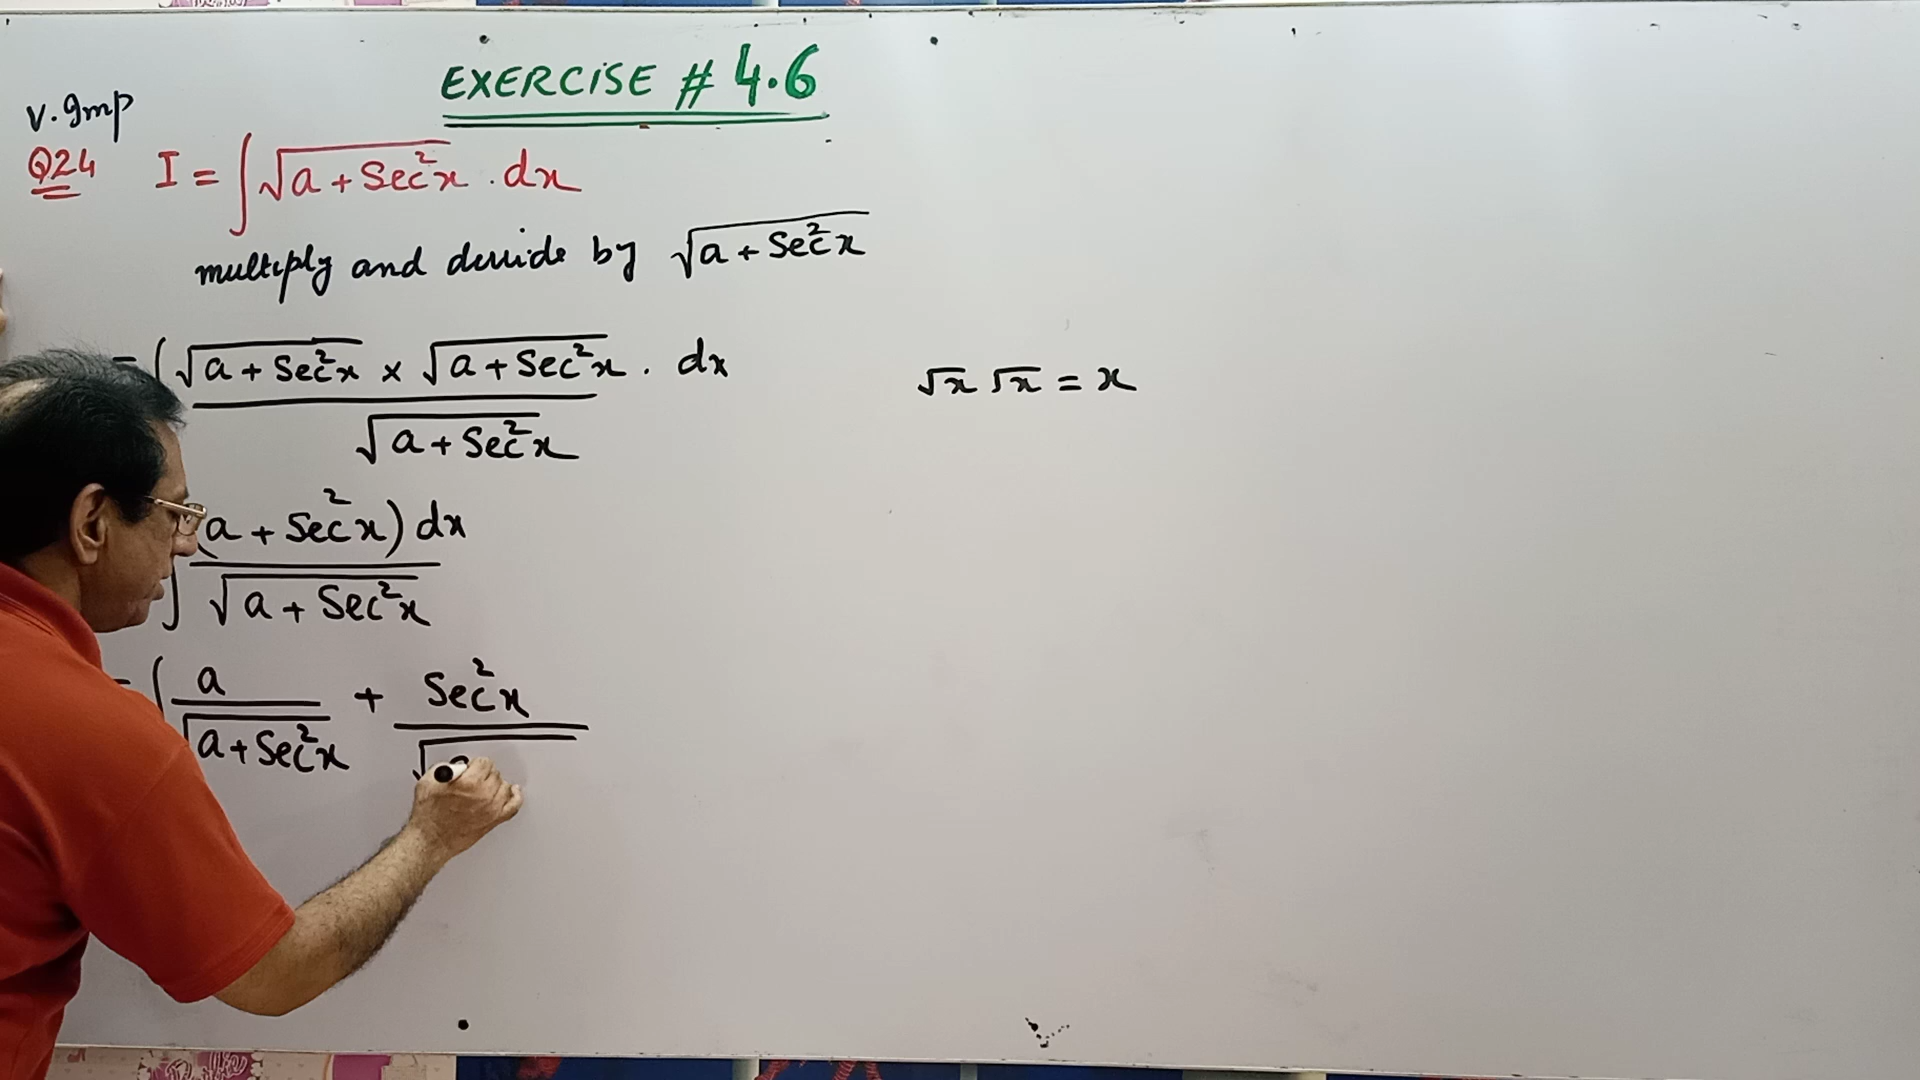 EXERCISE # 4.6
V. Imp
Q24 I = ∫ √(a + Sec²x) . dx
multiply and divide by √(a + Sec²x)
= ∫ (√(a + Sec²x) × √(a + Sec²x)) / √(a + Sec²x) . dx
√x √x = x
∫ (a + Sec²x) dx / √(a + Sec²x)
= ∫ a / √(a + Sec²x) + Sec²x / √a